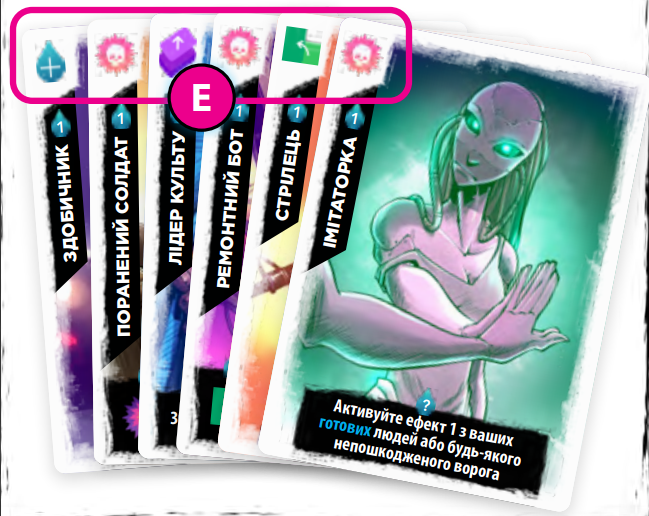 E
1
ЗДОБИЧНИК
1
ПОРАНЕНИЙ СОЛДАТ
1
ЛІДЕР КУЛЬТУ
3
1
РЕМОНТНИЙ БОТ
1
СТРІЛЕЦЬ
1
ІМІТАТОРКА
?
Активуйте ефект 1 з ваших
готових людей або будь-якого
непошкодженого ворога